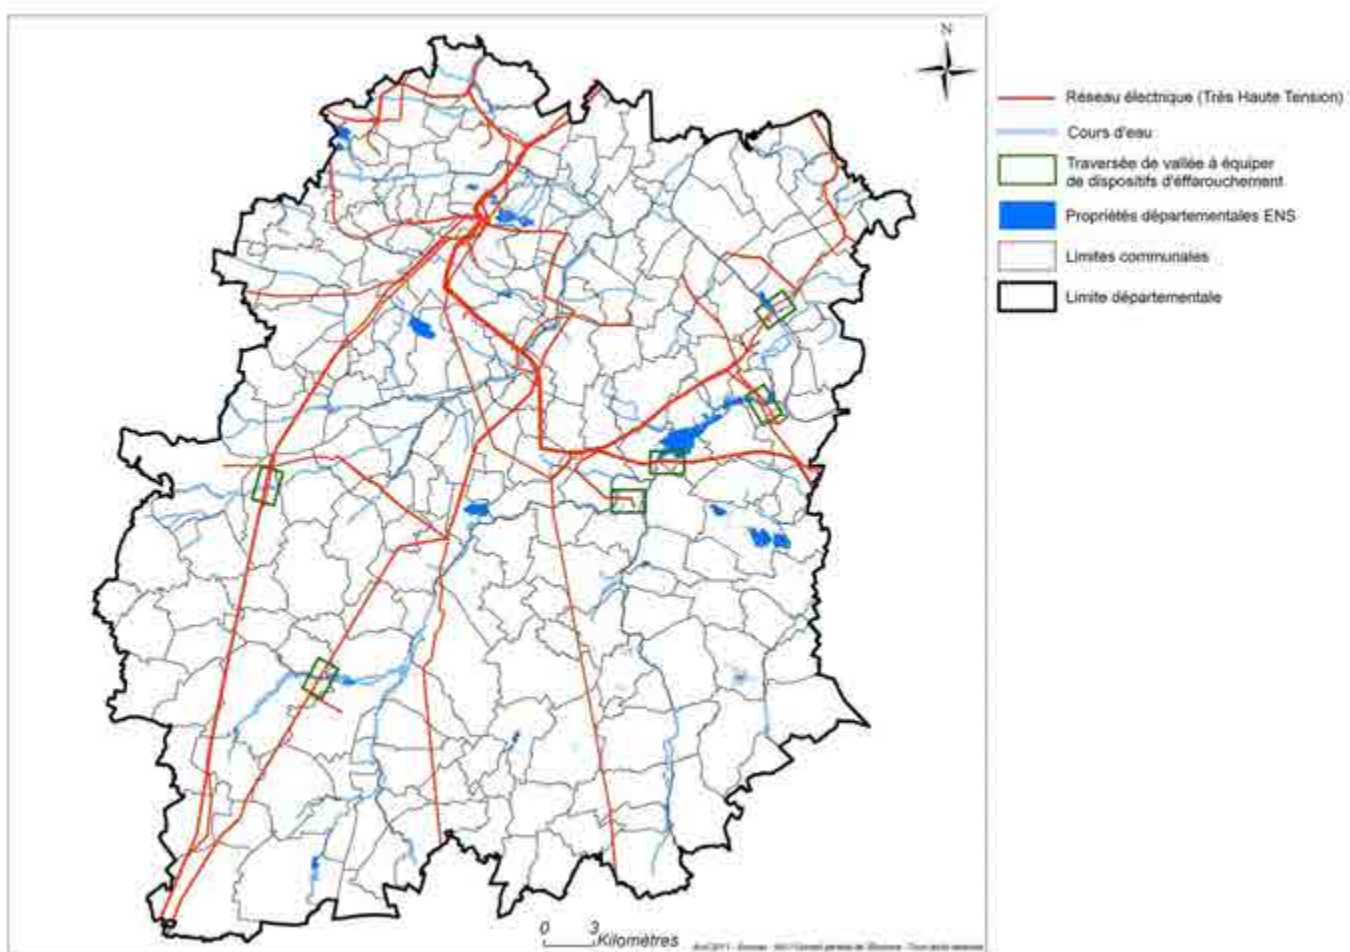 N
Réseau électrique (Très Haute Tension)
Cours d'eau
Traversée de vallée à équiper
de dispositifs d'éffarouchement
Propriétés départementales ENS
Limites communales
Limite départementale
0 3
Kilomètres